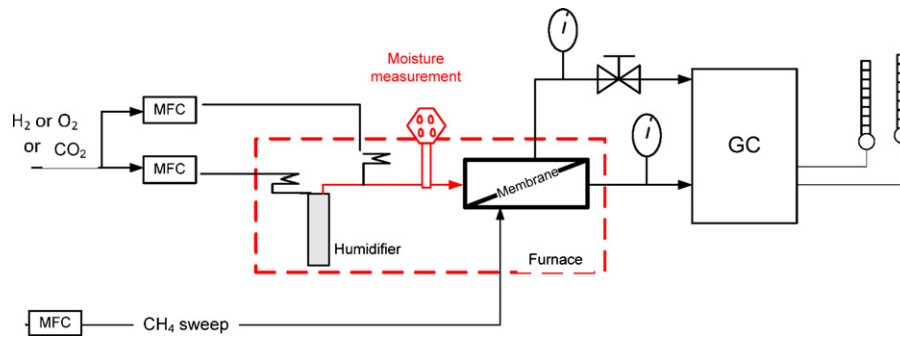 Moisture
measurement
MFC
H₂ or O₂
or CO₂
MFC
GC
Membrane
Humidifier
Furnace
MFC
CH₄ sweep